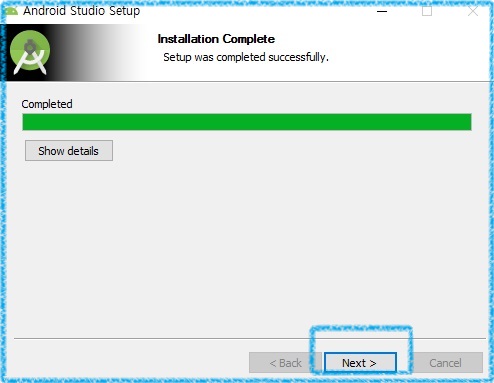 Android Studio Setup
Installation Complete
Setup was completed successfully.
Completed
Show details
< Back
Next >
Cancel